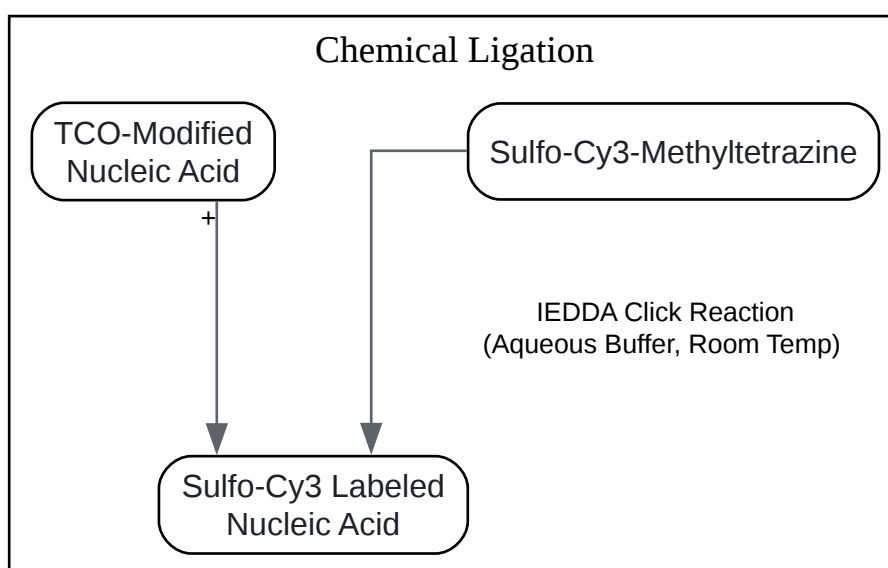 Chemical Ligation
TCO-Modified
Nucleic Acid
Sulfo-Cy3-Methyltetrazine
+
IEDDA Click Reaction
(Aqueous Buffer, Room Temp)
Sulfo-Cy3 Labeled
Nucleic Acid